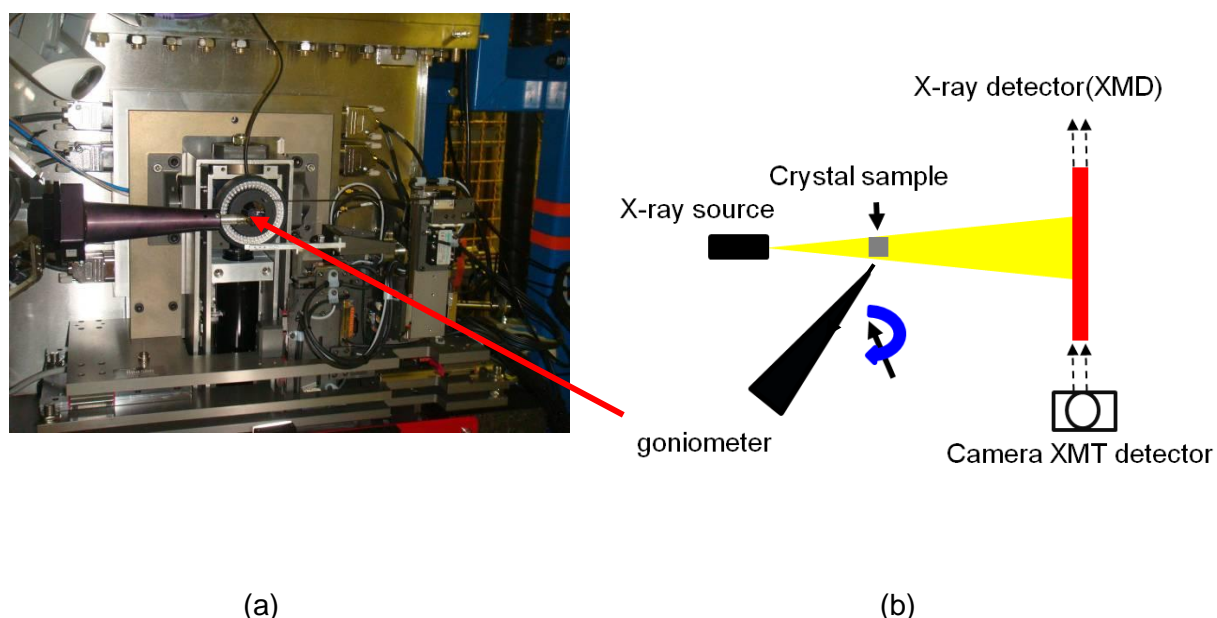 X-ray detector(XMD)
Crystal sample
X-ray source
goniometer
Camera XMT detector
(a)
(b)